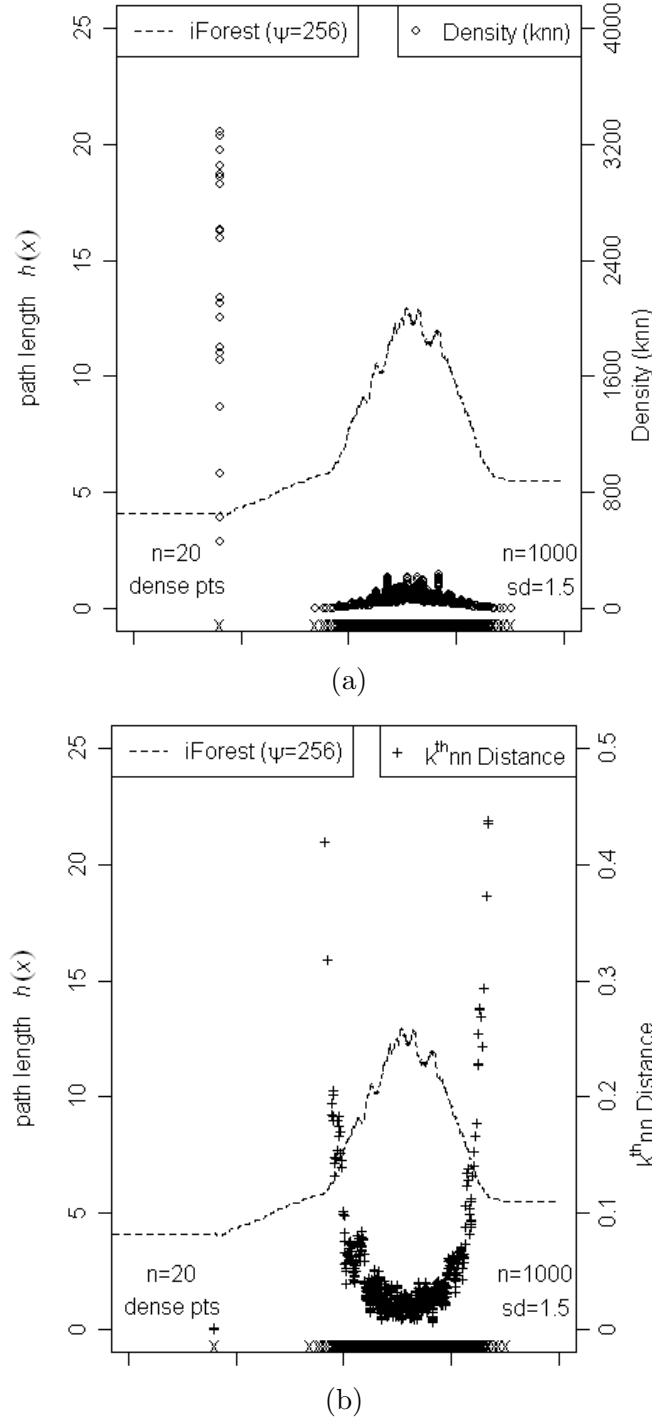 iForest (ψ=256)
Density (knn)
25
20
15
10
5
0
path length h(x)
4000
3200
2400
1600
800
0
Density (knn)
n=20
dense pts
n=1000
sd=1.5
(a)
iForest (ψ=256)
kᵗʰnn Distance
25
20
15
10
5
0
path length h(x)
0.5
0.4
0.3
0.2
0.1
0
kᵗʰnn Distance
n=20
dense pts
n=1000
sd=1.5
(b)